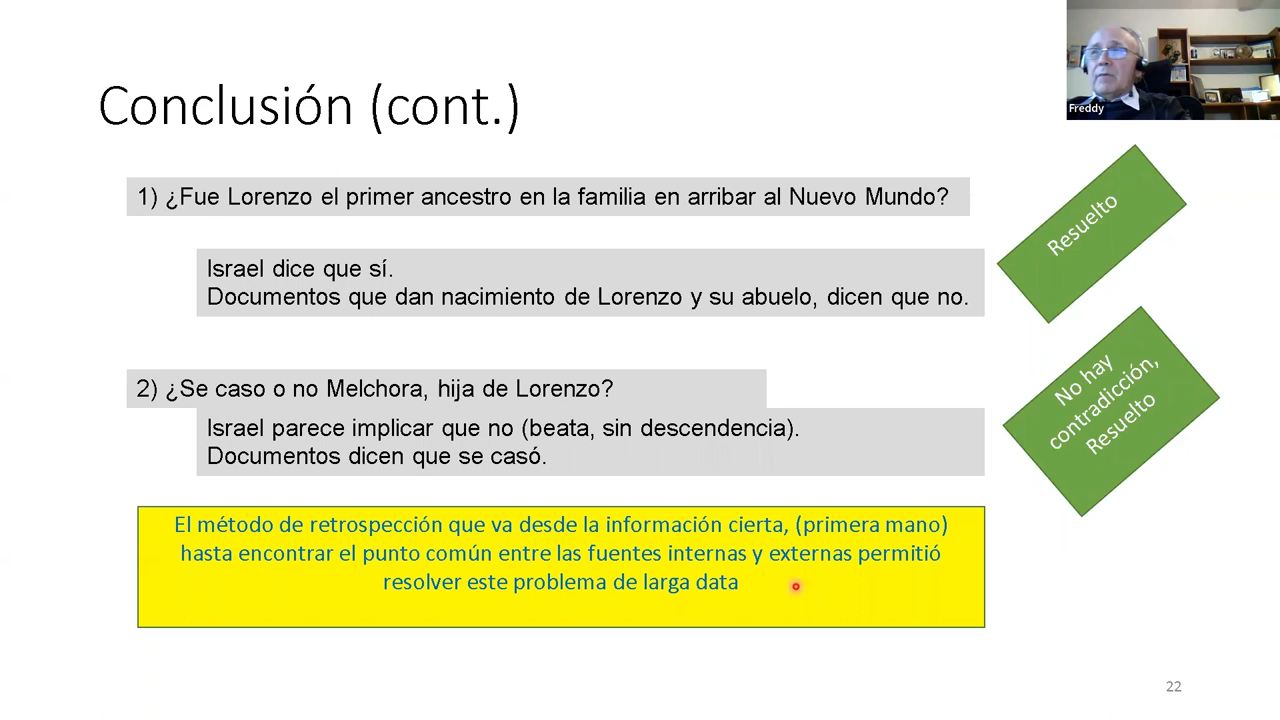 Freddy
Conclusión (cont.)
1) ¿Fue Lorenzo el primer ancestro en la familia en arribar al Nuevo Mundo?
Resuelto
Israel dice que sí.
Documentos que dan nacimiento de Lorenzo y su abuelo, dicen que no.
2) ¿Se caso o no Melchora, hija de Lorenzo?
No hay
contradicción,
Resuelto
Israel parece implicar que no (beata, sin descendencia).
Documentos dicen que se casó.
El método de retrospección que va desde la información cierta, (primera mano)
hasta encontrar el punto común entre las fuentes internas y externas permitió
resolver este problema de larga data
22